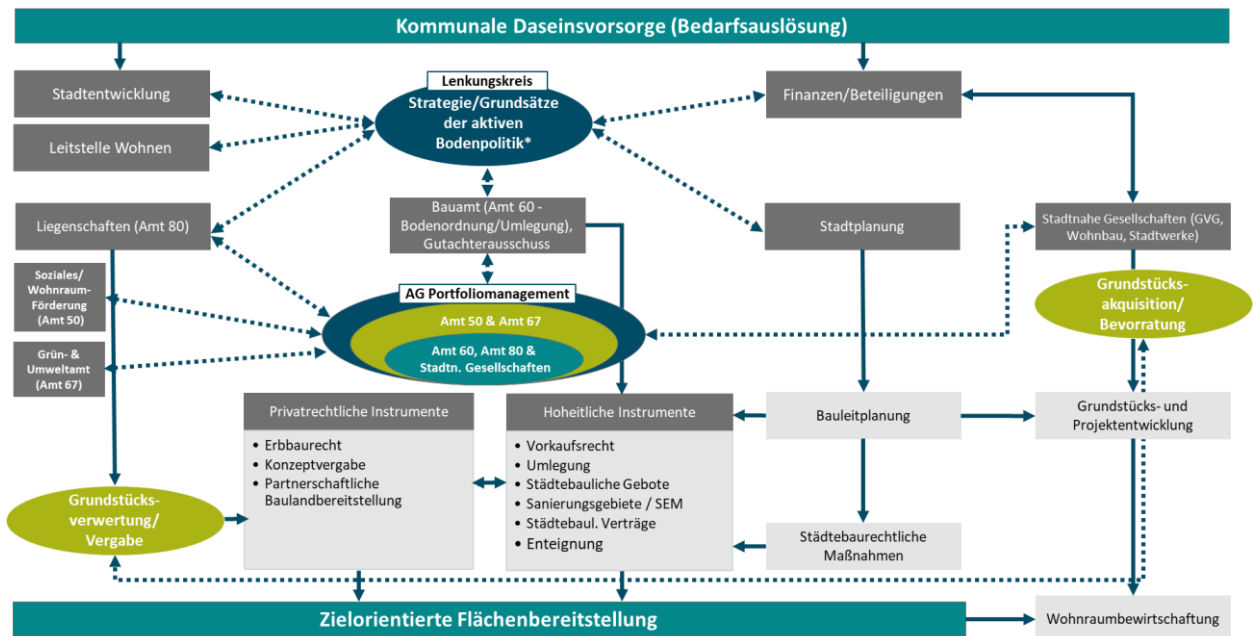 Kommunale Daseinsvorsorge (Bedarfsauslösung)
Stadtentwicklung
Lenkungskreis
Strategie/Grundsätze
der aktiven
Bodenpolitik*
Finanzen/Beteiligungen
Leitstelle Wohnen
Liegenschaften (Amt 80)
Bauamt (Amt 60 -
Bodenordnung/Umlegung),
Gutachterausschuss
Stadtplanung
Stadtnahe Gesellschaften (GVG,
Wohnbau, Stadtwerke)
Soziales/
Wohnraum-
Förderung
(Amt 50)
AG Portfoliomanagement
Amt 50 & Amt 67
Amt 60, Amt 80 &
Stadtn. Gesellschaften
Grundstücks-
akquisition/
Bevorratung
Grün- &
Umweltamt
(Amt 67)
Privatrechtliche Instrumente
• Erbbaurecht
• Konzeptvergabe
• Partnerschaftliche
Baulandbereitstellung
Hoheitliche Instrumente
• Vorkaufsrecht
• Umlegung
• Städtebauliche Gebote
• Sanierungsgebiete / SEM
• Städtebaul. Verträge
• Enteignung
Bauleitplanung
Grundstücks- und
Projektentwicklung
Grundstücks-
verwertung/
Vergabe
Städtebaurechtliche
Maßnahmen
Zielorientierte Flächenbereitstellung
Wohnraumbewirtschaftung